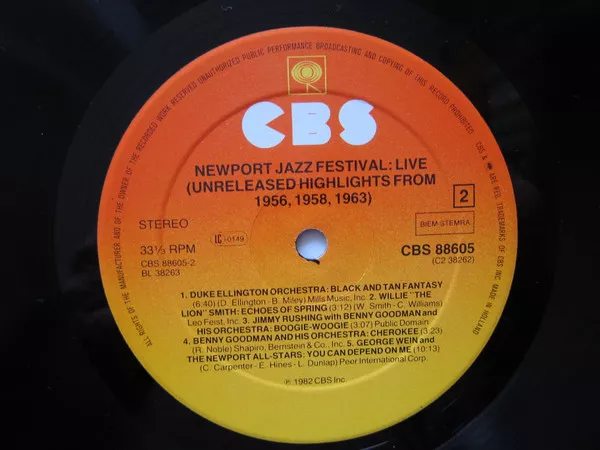 ALL RIGHTS OF THE MANUFACTURER AND OF THE OWNER OF THE RECORDED WORK RESERVED UNAUTHORIZED PUBLIC PERFORMANCE BROADCASTING AND COPYING OF THIS RECORD PROHIBITED
CBS & ARE REG. TRADEMARKS OF CBS INC. MADE IN HOLLAND
CBS
NEWPORT JAZZ FESTIVAL: LIVE
(UNRELEASED HIGHLIGHTS FROM
1956, 1958, 1963)
2
STEREO
BIEM-STEMRA
33⅓ RPM
LC 0149
CBS 88605
CBS 88605-2
(C2 38262)
BL 38263
1. DUKE ELLINGTON ORCHESTRA: BLACK AND TAN FANTASY
(6:40) (D. Ellington - B. Miley) Mills Music, Inc. 2. WILLIE "THE
LION" SMITH: ECHOES OF SPRING (3:12) (W. Smith - C. Williams)
Leo Feist, Inc. 3. JIMMY RUSHING with BENNY GOODMAN and
HIS ORCHESTRA: BOOGIE-WOOGIE (3:07) Public Domain
4. BENNY GOODMAN AND HIS ORCHESTRA: CHEROKEE (3:23)
(R. Noble) Shapiro, Bernstein & Co., Inc. 5. GEORGE WEIN and
THE NEWPORT ALL-STARS: YOU CAN DEPEND ON ME (10:13)
(C. Carpenter - E. Hines - L. Dunlap) Peer International Corp.
℗ 1982 CBS Inc.